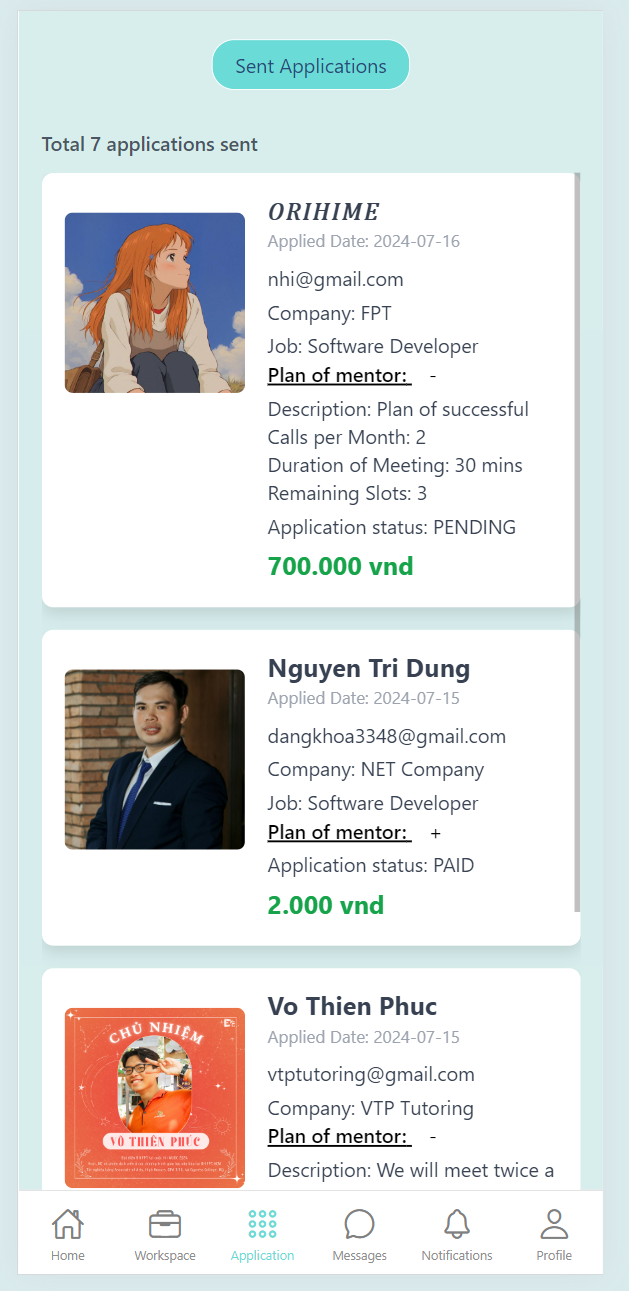 Sent Applications
Total 7 applications sent
ORIHIME
Applied Date: 2024-07-16
nhi@gmail.com
Company: FPT
Job: Software Developer
Plan of mentor: -
Description: Plan of successful
Calls per Month: 2
Duration of Meeting: 30 mins
Remaining Slots: 3
Application status: PENDING
700.000 vnd
Nguyen Tri Dung
Applied Date: 2024-07-15
dangkhoa3348@gmail.com
Company: NET Company
Job: Software Developer
Plan of mentor: +
Application status: PAID
2.000 vnd
CHỦ NHIỆM
VÕ THIÊN PHÚC
Vo Thien Phuc
Applied Date: 2024-07-15
vtptutoring@gmail.com
Company: VTP Tutoring
Plan of mentor: -
Description: We will meet twice a
Home
Workspace
Application
Messages
Notifications
Profile